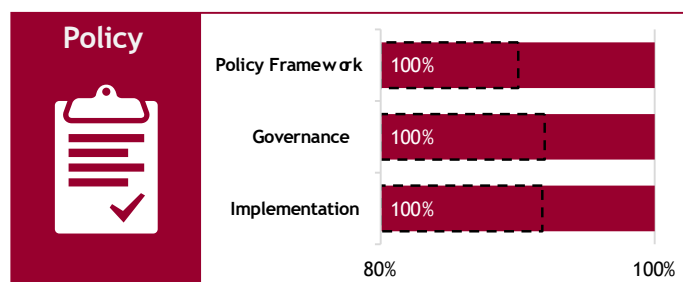 Policy
Policy Framework
100%
Governance
100%
Implementation
100%
80%
100%